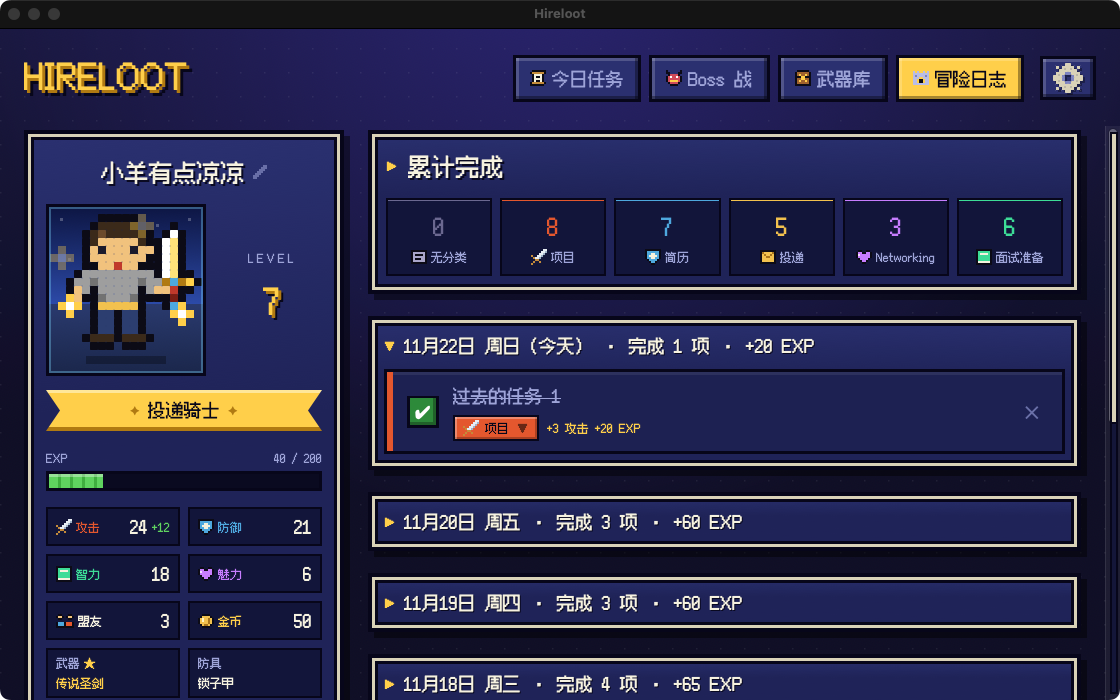 Hireloot
HIRELOOT
今日任务
Boss 战
武器库
冒险日志
小羊有点凉凉
LEVEL
7
投递骑士
EXP 40 / 200
攻击 24 +12
防御 21
智力 18
魅力 6
盟友 3
金币 50
武器
传说圣剑
防具
锁子甲
累计完成
0
无分类
8
项目
7
简历
5
投递
3
Networking
6
面试准备
11月22日 周日（今天） · 完成 1 项 · +20 EXP
过去的任务 1
项目 ▼ +3 攻击 +20 EXP
11月20日 周五 · 完成 3 项 · +60 EXP
11月19日 周四 · 完成 3 项 · +60 EXP
11月18日 周三 · 完成 4 项 · +65 EXP